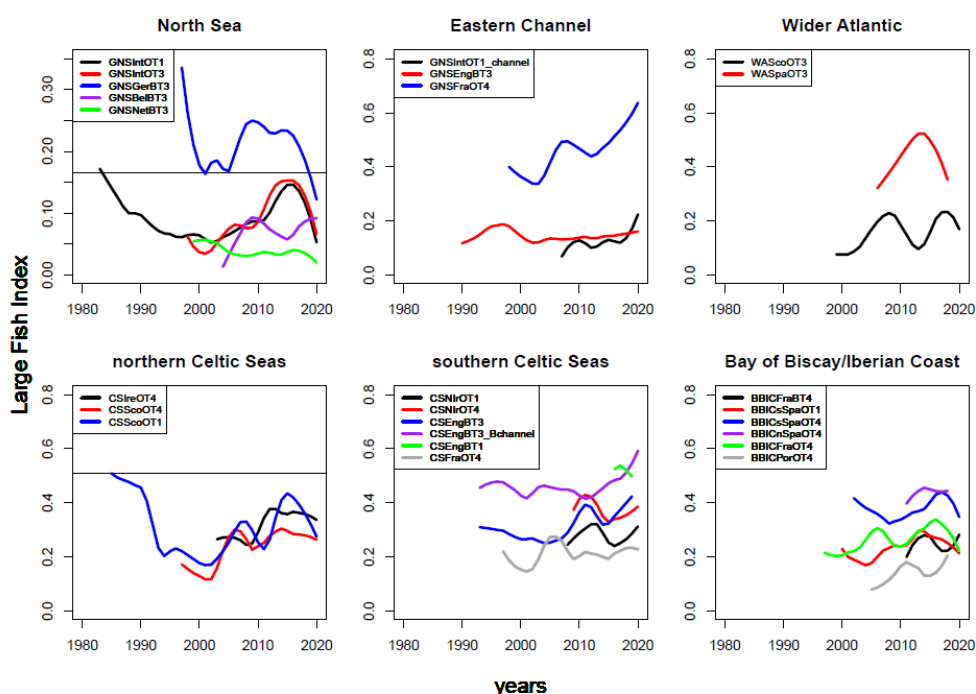 North Sea
GNSIntOT1
GNSIntOT3
GNSGerBT3
GNSBelBT3
GNSNetBT3
0.00 0.10 0.20 0.30
1980 1990 2000 2010 2020
Eastern Channel
GNSIntOT1_channel
GNSEngBT3
GNSFraOT4
0.0 0.2 0.4 0.6 0.8
1980 1990 2000 2010 2020
Wider Atlantic
WAScoOT3
WASpaOT3
0.0 0.2 0.4 0.6 0.8
1980 1990 2000 2010 2020
Large Fish Index
northern Celtic Seas
CSIreOT4
CSScoOT4
CSScoOT1
0.0 0.2 0.4 0.6 0.8
1980 1990 2000 2010 2020
southern Celtic Seas
CSNIrOT1
CSNIrOT4
CSEngBT3
CSEngBT3_Bchannel
CSEngBT1
CSFraOT4
0.0 0.2 0.4 0.6 0.8
1980 1990 2000 2010 2020
Bay of Biscay/Iberian Coast
BBICFraBT4
BBICsSpaOT1
BBICsSpaOT4
BBICnSpaOT4
BBICFraOT4
BBICPorOT4
0.0 0.2 0.4 0.6 0.8
1980 1990 2000 2010 2020
years